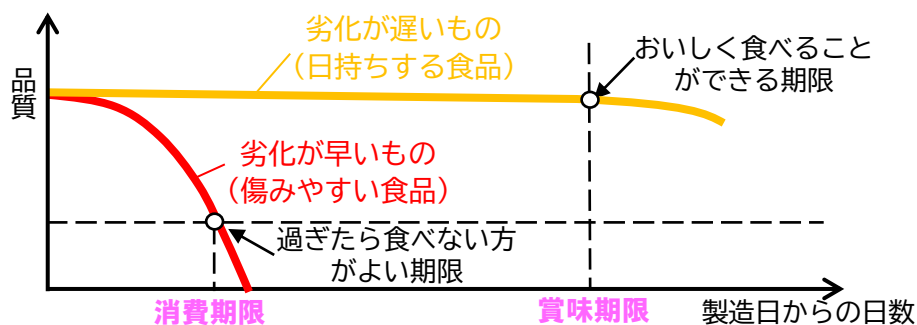 劣化が遅いもの
（日持ちする食品）
おいしく食べること
ができる期限
品質
劣化が早いもの
（傷みやすい食品）
過ぎたら食べない方
がよい期限
消費期限
賞味期限
製造日からの日数